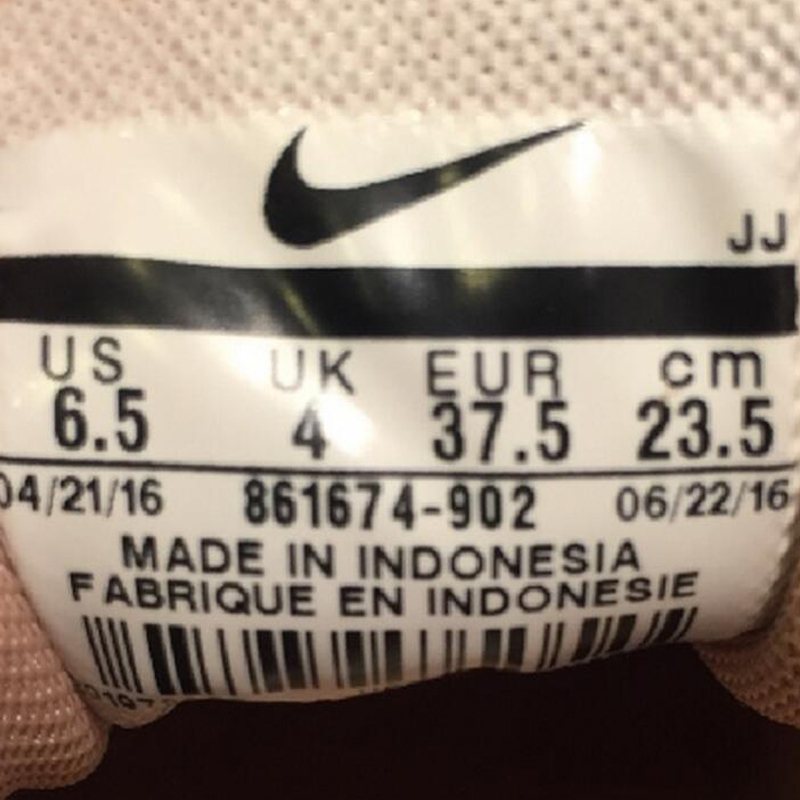 JJ
US UK EUR cm
6.5 4 37.5 23.5
04/21/16 861674-902 06/22/16
MADE IN INDONESIA
FABRIQUE EN INDONESIE